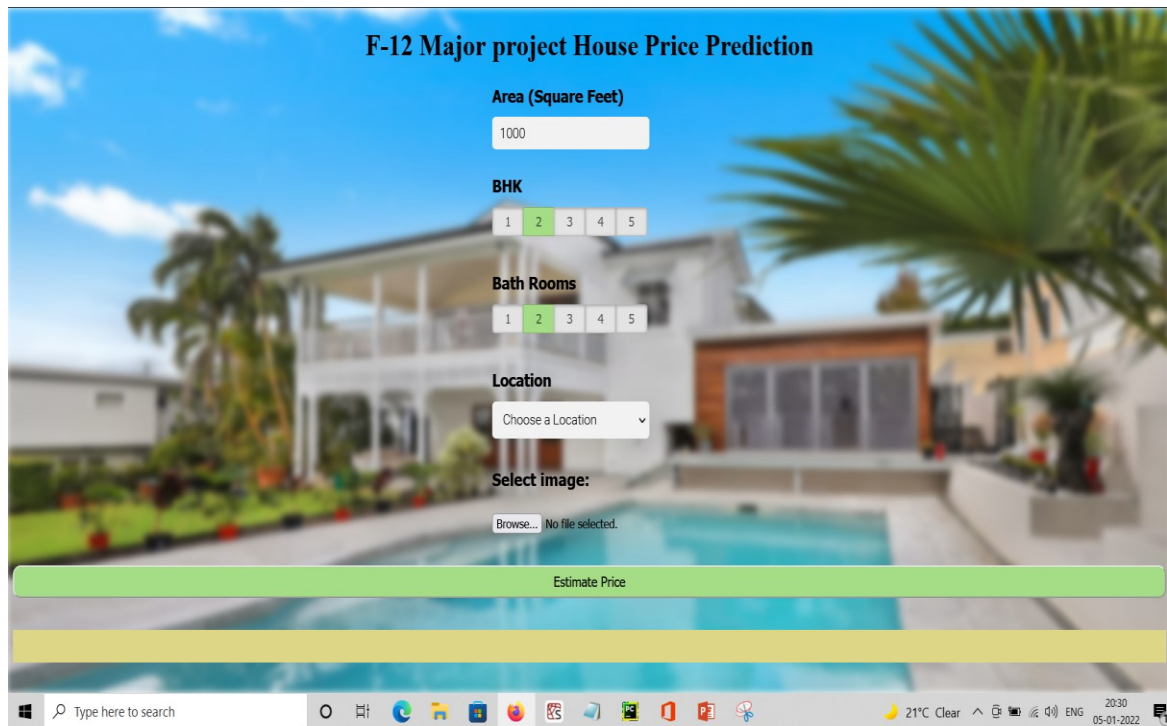 F-12 Major project House Price Prediction
Area (Square Feet)
1000
BHK
1 2 3 4 5
Bath Rooms
1 2 3 4 5
Location
Choose a Location
Select image:
Browse... No file selected.
Estimate Price
Type here to search
21°C Clear
ENG
20:30
05-01-2022